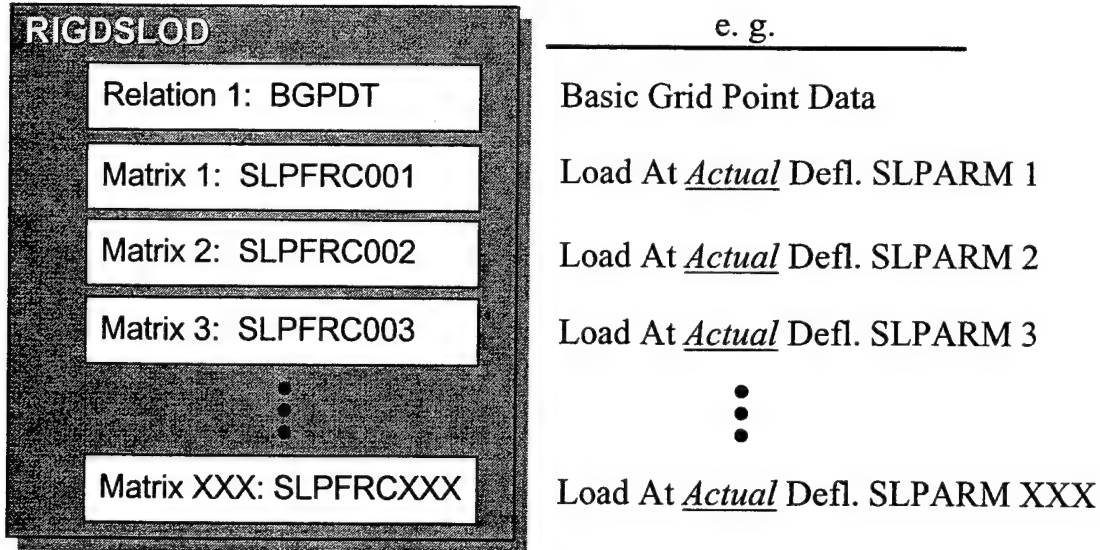 RIGDSLOD
e. g.
Relation 1: BGPDT
Basic Grid Point Data
Matrix 1: SLPFRC001
Load At Actual Defl. SLPARM 1
Matrix 2: SLPFRC002
Load At Actual Defl. SLPARM 2
Matrix 3: SLPFRC003
Load At Actual Defl. SLPARM 3
Matrix XXX: SLPFRCXXX
Load At Actual Defl. SLPARM XXX